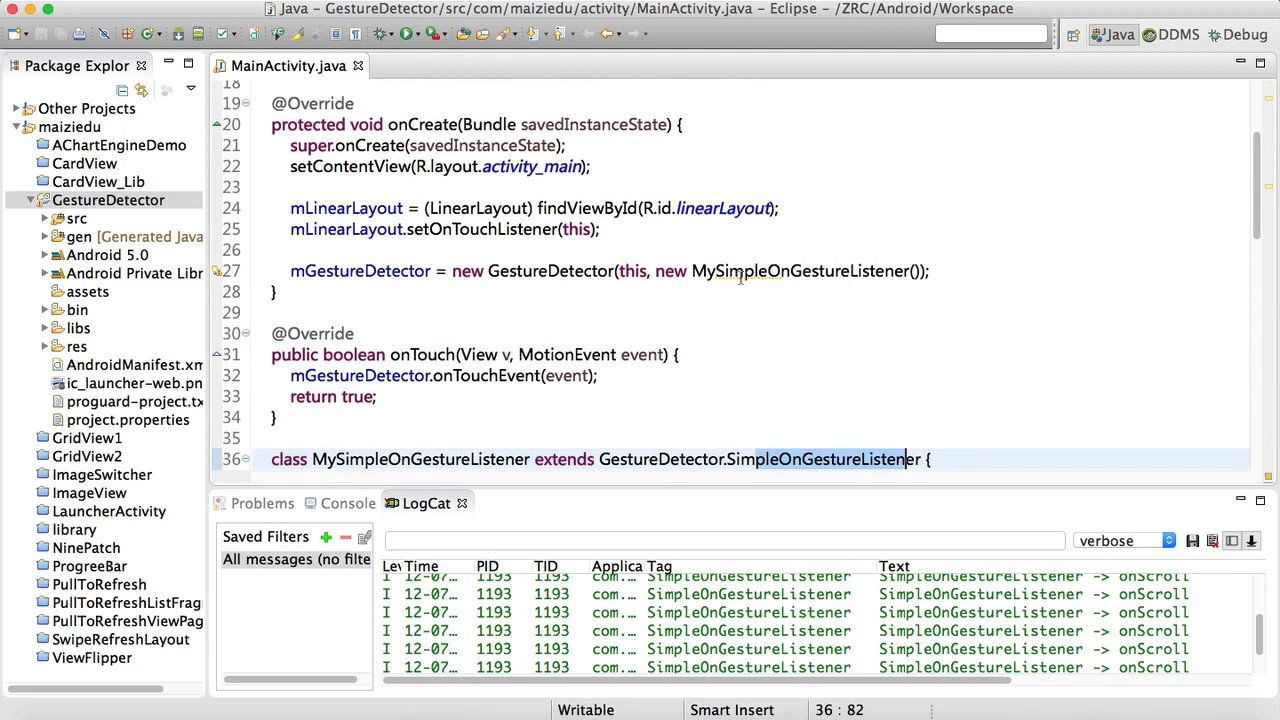 Java – GestureDetector/src/com/maiziedu/activity/MainActivity.java – Eclipse – /ZRC/Android/Workspace
Java DDMS Debug
Package Explor
MainActivity.java
Other Projects
maiziedu
AChartEngineDemo
CardView
CardView_Lib
GestureDetector
src
gen [Generated Java
Android 5.0
Android Private Libr
assets
bin
libs
res
AndroidManifest.xm
ic_launcher-web.pn
proguard-project.tx
project.properties
GridView1
GridView2
ImageSwitcher
ImageView
LauncherActivity
library
NinePatch
ProgreeBar
PullToRefresh
PullToRefreshListFrag
PullToRefreshViewPag
SwipeRefreshLayout
ViewFlipper
18
19 @Override
20 protected void onCreate(Bundle savedInstanceState) {
21 super.onCreate(savedInstanceState);
22 setContentView(R.layout.activity_main);
23
24 mLinearLayout = (LinearLayout) findViewById(R.id.linearLayout);
25 mLinearLayout.setOnTouchListener(this);
26
27 mGestureDetector = new GestureDetector(this, new MySimpleOnGestureListener());
28 }
29
30 @Override
31 public boolean onTouch(View v, MotionEvent event) {
32 mGestureDetector.onTouchEvent(event);
33 return true;
34 }
35
36 class MySimpleOnGestureListener extends GestureDetector.SimpleOnGestureListener {
Problems Console LogCat
Saved Filters
All messages (no filte
verbose
Lev Time PID TID Applica Tag Text
I 12-07... 1193 1193 com.... SimpleOnGestureListener SimpleOnGestureListener -> onScroll
I 12-07... 1193 1193 com.... SimpleOnGestureListener SimpleOnGestureListener -> onScroll
I 12-07... 1193 1193 com.... SimpleOnGestureListener SimpleOnGestureListener -> onScroll
I 12-07... 1193 1193 com.... SimpleOnGestureListener SimpleOnGestureListener -> onScroll
I 12-07... 1193 1193 com.... SimpleOnGestureListener SimpleOnGestureListener -> onScroll
I 12-07... 1193 1193 com.... SimpleOnGestureListener SimpleOnGestureListener -> onScroll
Writable Smart Insert 36 : 82